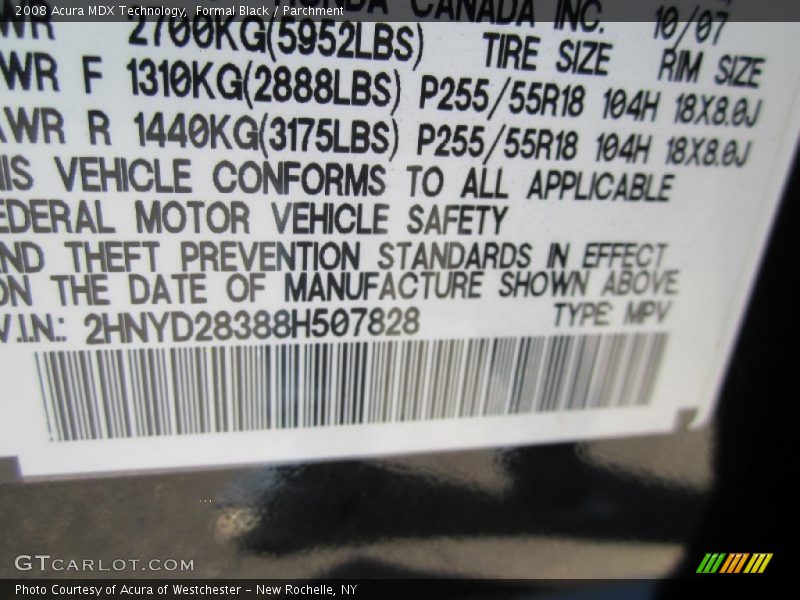 2008 Acura MDX Technology, Formal Black / Parchment
CANADA INC. 10/07
2700KG(5952LBS) TIRE SIZE RIM SIZE
WR F 1310KG(2888LBS) P255/55R18 104H 18X8.0J
WR R 1440KG(3175LBS) P255/55R18 104H 18X8.0J
IS VEHICLE CONFORMS TO ALL APPLICABLE
EDERAL MOTOR VEHICLE SAFETY
ND THEFT PREVENTION STANDARDS IN EFFECT
ON THE DATE OF MANUFACTURE SHOWN ABOVE
V.I.N.: 2HNYD28388H507828 TYPE MPV
GTCARLOT.COM
Photo Courtesy of Acura of Westchester - New Rochelle, NY